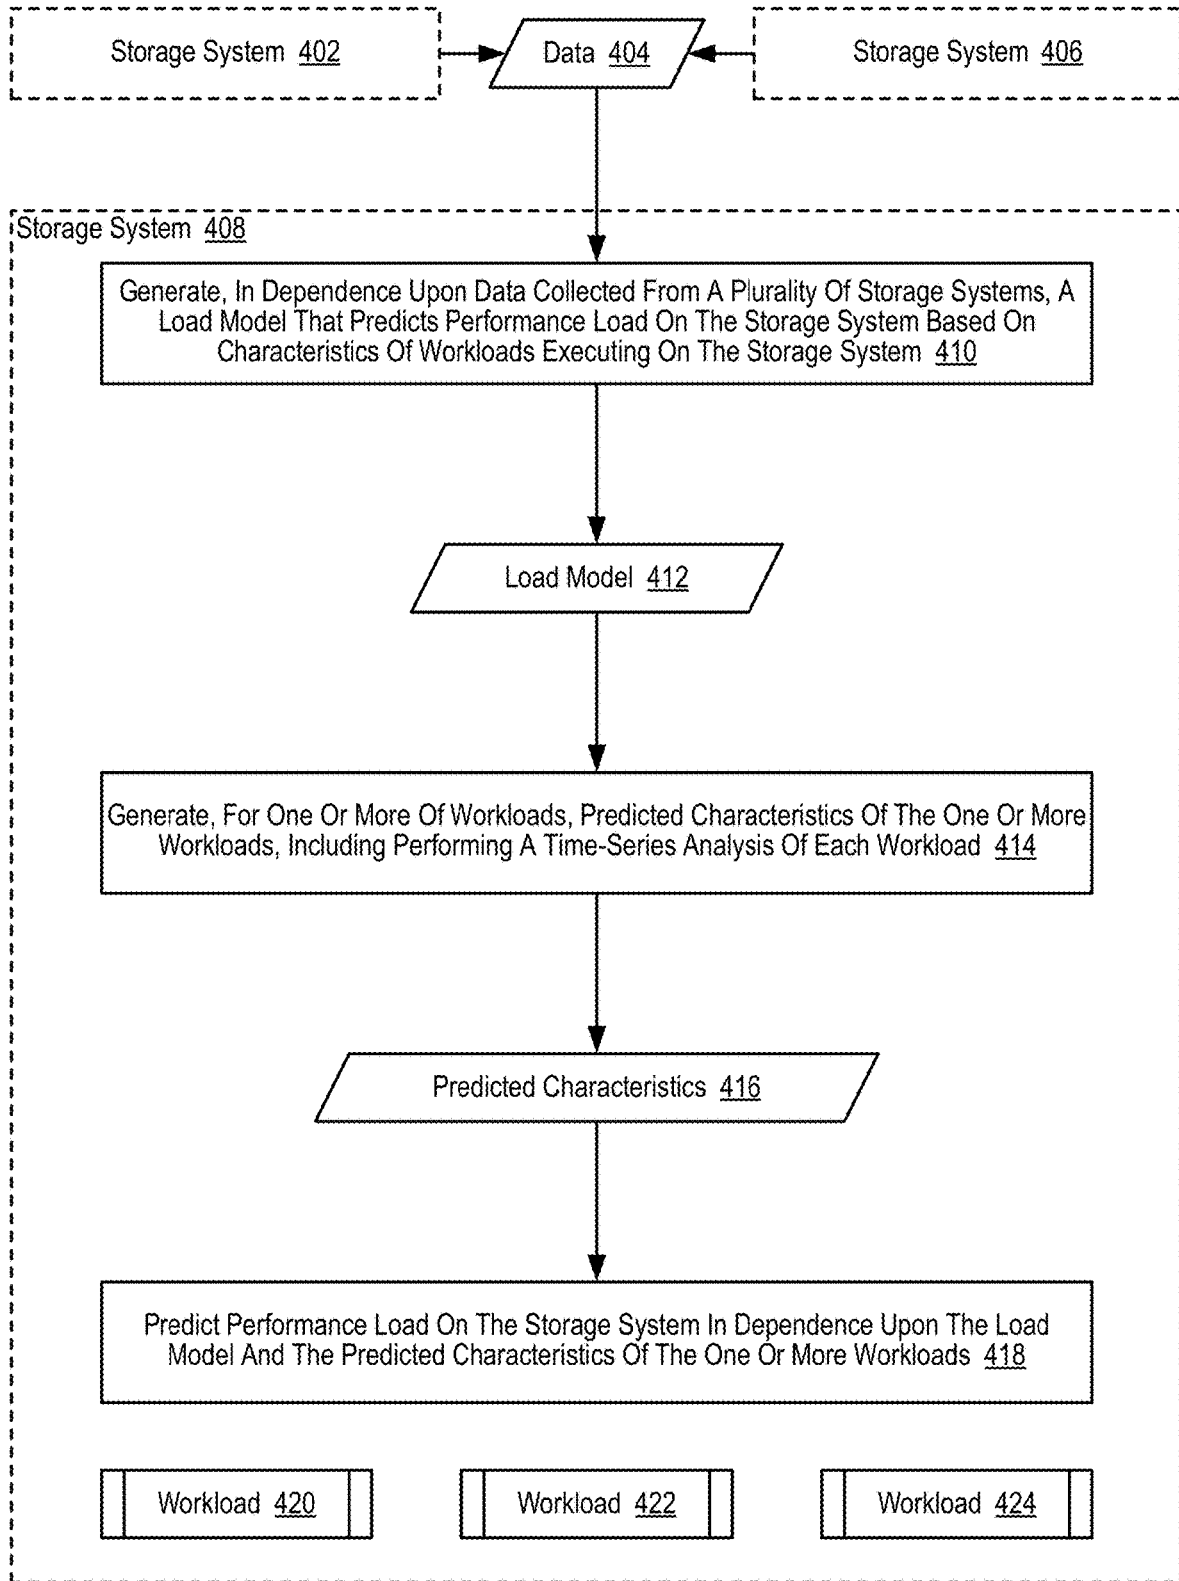 Storage System 402
Data 404
Storage System 406
Storage System 408
Generate, In Dependence Upon Data Collected From A Plurality Of Storage Systems, A
Load Model That Predicts Performance Load On The Storage System Based On
Characteristics Of Workloads Executing On The Storage System 410
Load Model 412
Generate, For One Or More Of Workloads, Predicted Characteristics Of The One Or More
Workloads, Including Performing A Time-Series Analysis Of Each Workload 414
Predicted Characteristics 416
Predict Performance Load On The Storage System In Dependence Upon The Load
Model And The Predicted Characteristics Of The One Or More Workloads 418
Workload 420
Workload 422
Workload 424